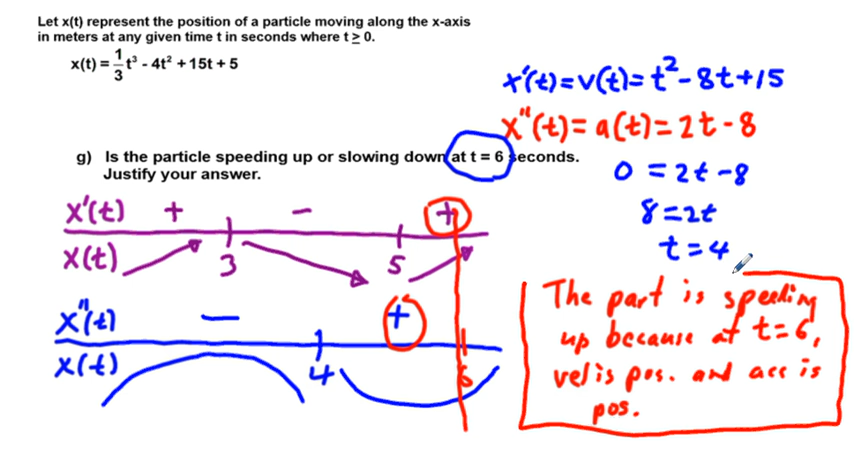 Let x(t) represent the position of a particle moving along the x-axis
in meters at any given time t in seconds where t ≥ 0.
x(t) = 1/3 t³ - 4t² + 15t + 5
x'(t) = v(t) = t² - 8t + 15
x"(t) = a(t) = 2t - 8
g) Is the particle speeding up or slowing down at t = 6 seconds.
Justify your answer.
0 = 2t - 8
8 = 2t
t = 4
x'(t) + - +
x(t) 3 5
x"(t) - +
x(t) 4 6
The part is speeding
up because at t = 6,
vel is pos. and acc is
pos.